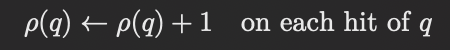 ρ(q) ← ρ(q) + 1 on each hit of q